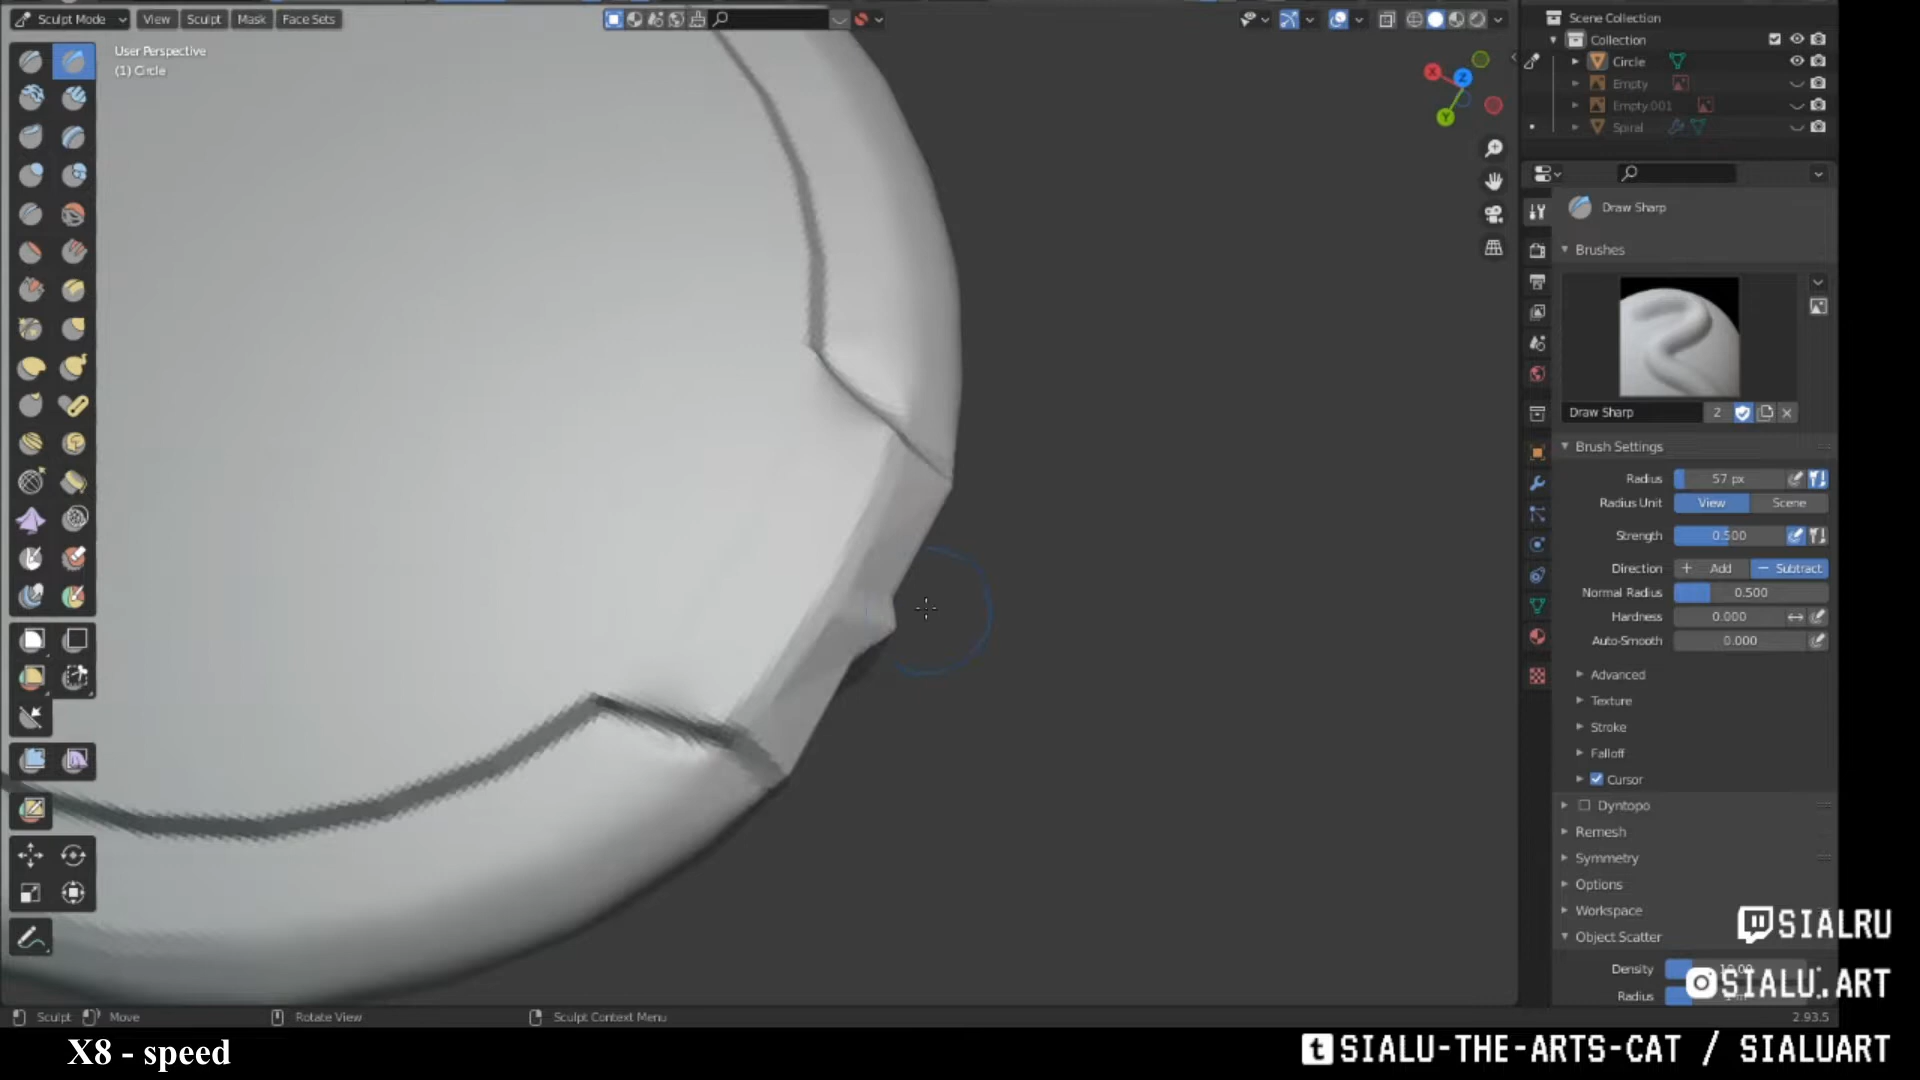 Sculpt Mode View Sculpt Mask Face Sets
User Perspective
(1) Circle
X
Z
Y
Scene Collection
Collection
Circle
Empty
Empty.001
Spiral
Draw Sharp
Brushes
Draw Sharp 2
Brush Settings
Radius 57 px
Radius Unit View Scene
Strength 0.500
Direction + Add − Subtract
Normal Radius 0.500
Hardness 0.000
Auto-Smooth 0.000
Advanced
Texture
Stroke
Falloff
Cursor
Dyntopo
Remesh
Symmetry
Options
Workspace
Object Scatter
Density
Radius
SIALRU
SIALU.ART
Sculpt Move Rotate View Sculpt Context Menu 2.93.5
X8 - speed
SIALU-THE-ARTS-CAT / SIALUART